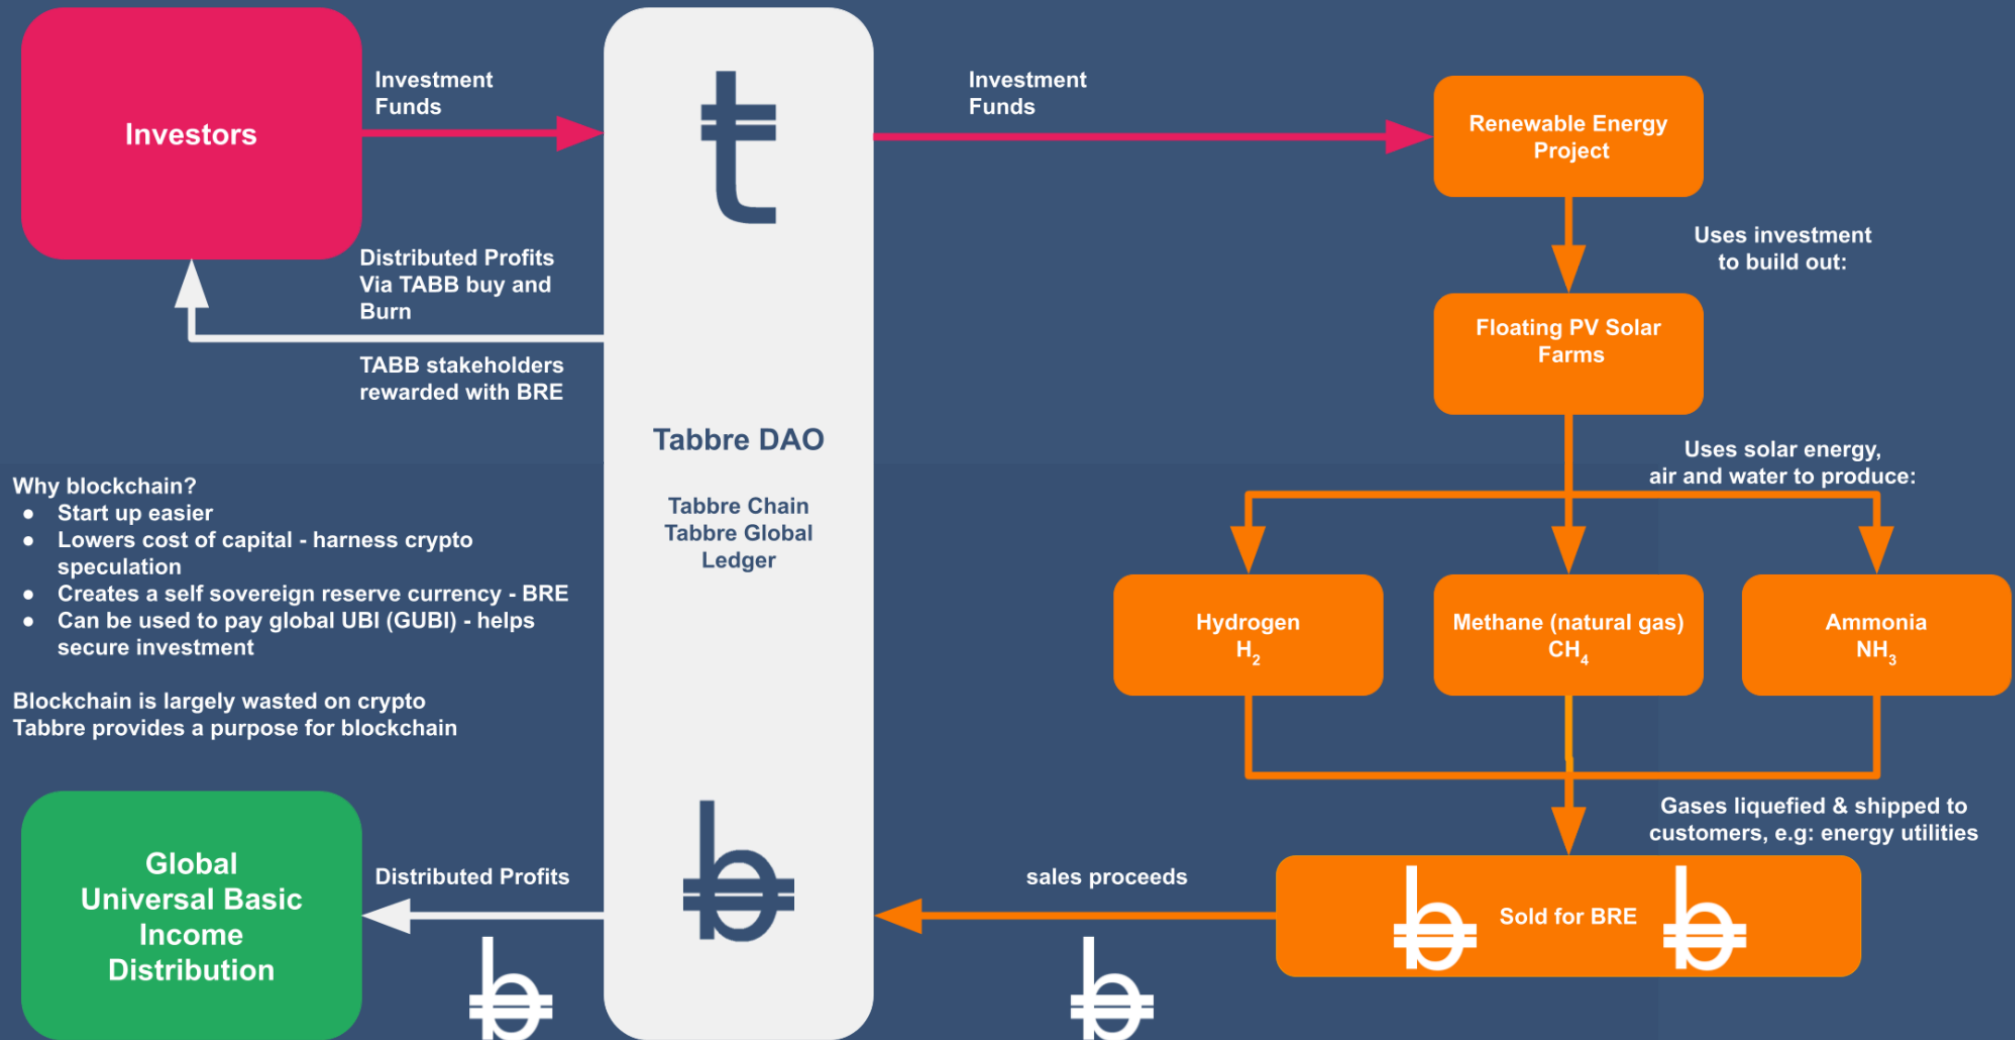 Investors
Investment
Funds
Investment
Funds
Renewable Energy
Project
Distributed Profits
Via TABB buy and
Burn
TABB stakeholders
rewarded with BRE
Uses investment
to build out:
Floating PV Solar
Farms
Tabbre DAO
Tabbre Chain
Tabbre Global
Ledger
Uses solar energy,
air and water to produce:
Why blockchain?
● Start up easier
● Lowers cost of capital - harness crypto
speculation
● Creates a self sovereign reserve currency - BRE
● Can be used to pay global UBI (GUBI) - helps
secure investment
Blockchain is largely wasted on crypto
Tabbre provides a purpose for blockchain
Hydrogen
H₂
Methane (natural gas)
CH₄
Ammonia
NH₃
Gases liquefied & shipped to
customers, e.g: energy utilities
Sold for BRE
sales proceeds
Distributed Profits
Global
Universal Basic
Income
Distribution